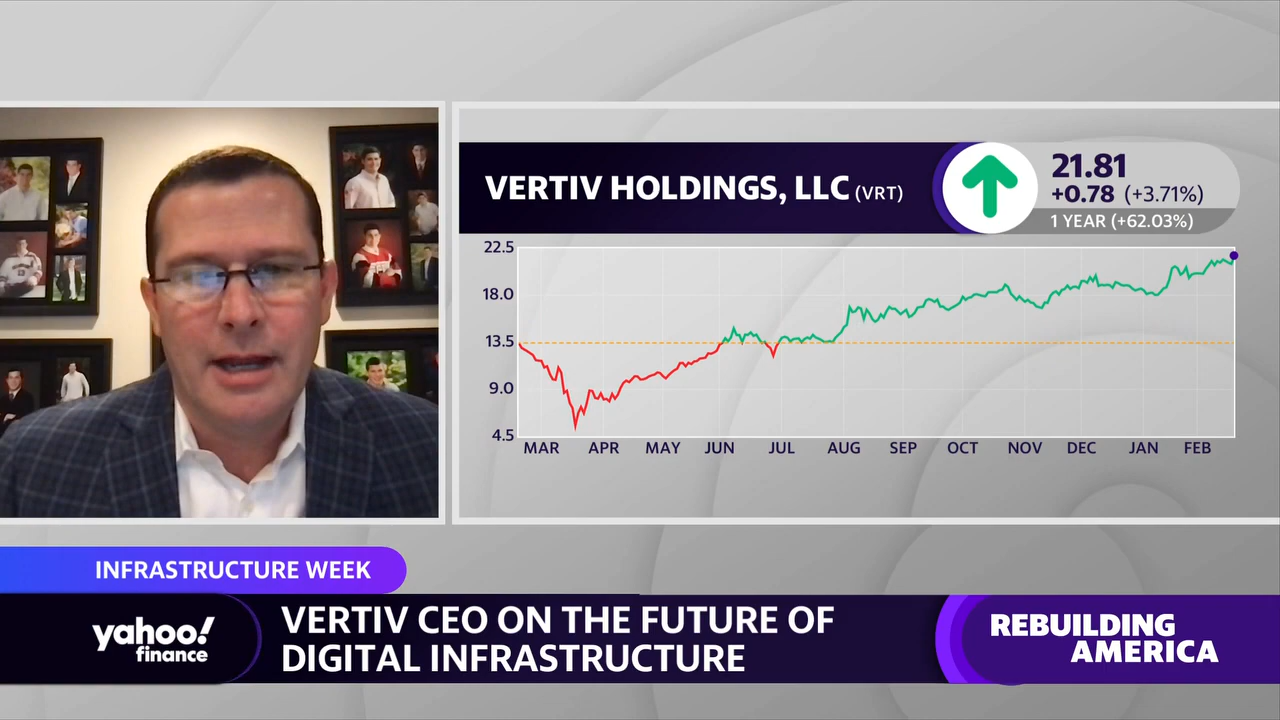 VERTIV HOLDINGS, LLC (VRT)
21.81
+0.78 (+3.71%)
1 YEAR (+62.03%)
22.5
18.0
13.5
9.0
4.5
MAR APR MAY JUN JUL AUG SEP OCT NOV DEC JAN FEB
INFRASTRUCTURE WEEK
yahoo!
finance
VERTIV CEO ON THE FUTURE OF
DIGITAL INFRASTRUCTURE
REBUILDING
AMERICA